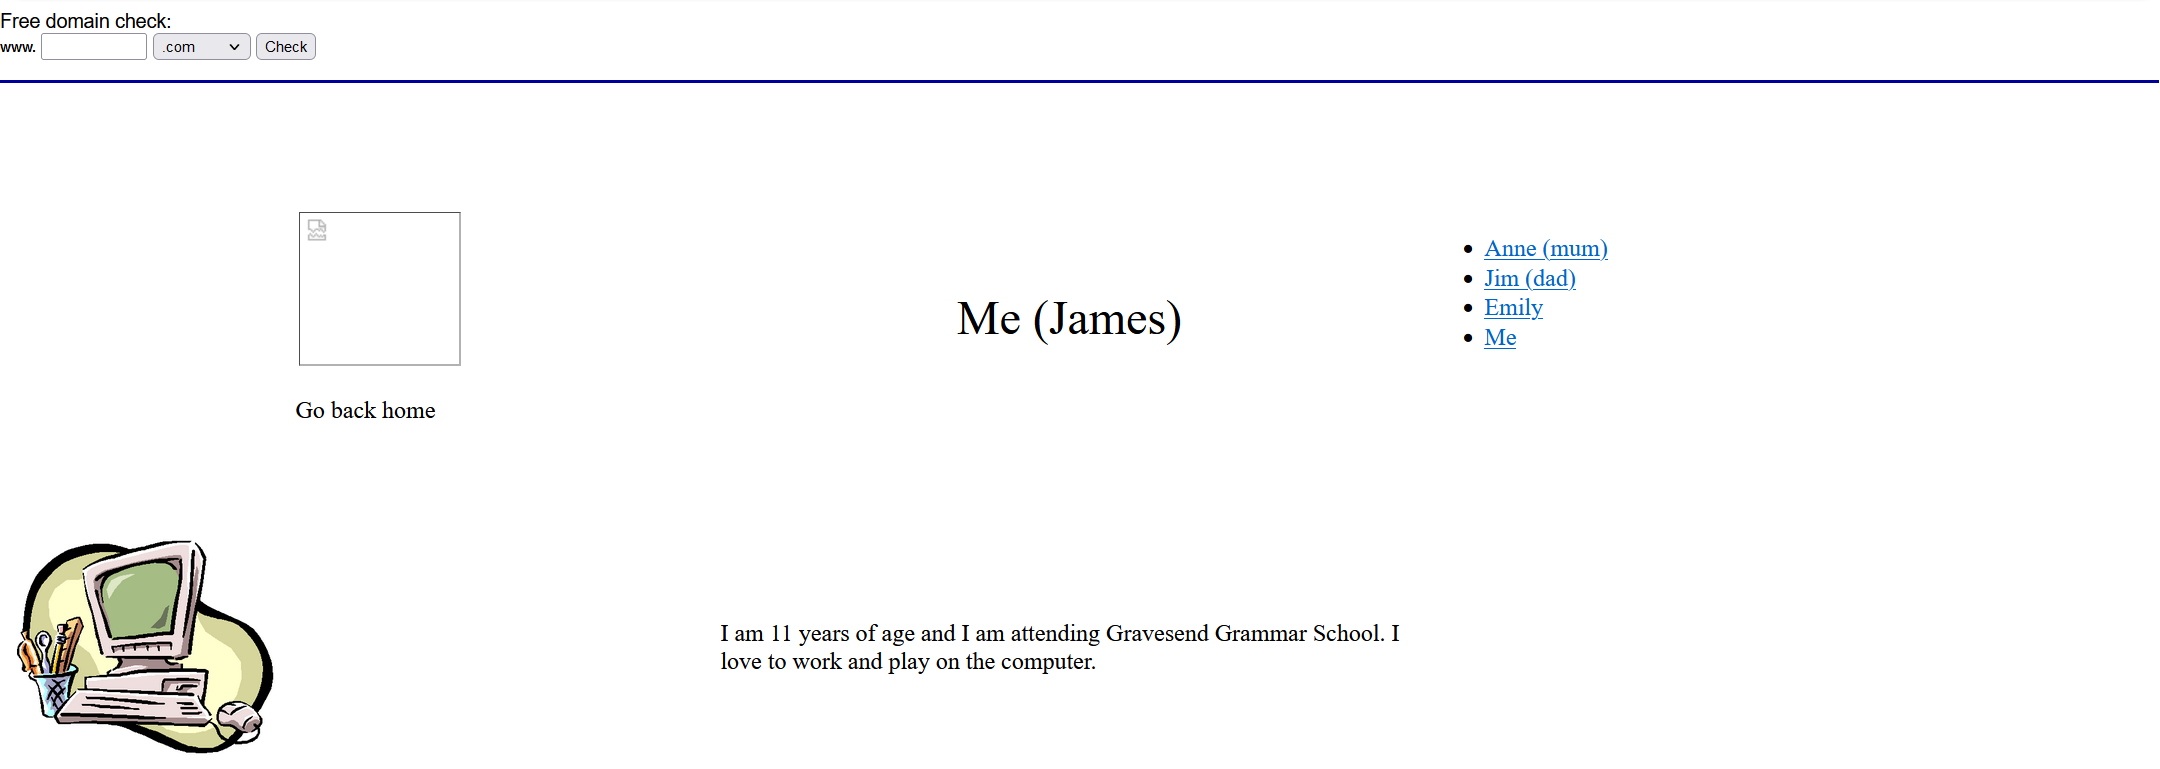 Free domain check:
www. .com Check
Anne (mum)
Jim (dad)
Emily
Me
Me (James)
Go back home
I am 11 years of age and I am attending Gravesend Grammar School. I
love to work and play on the computer.